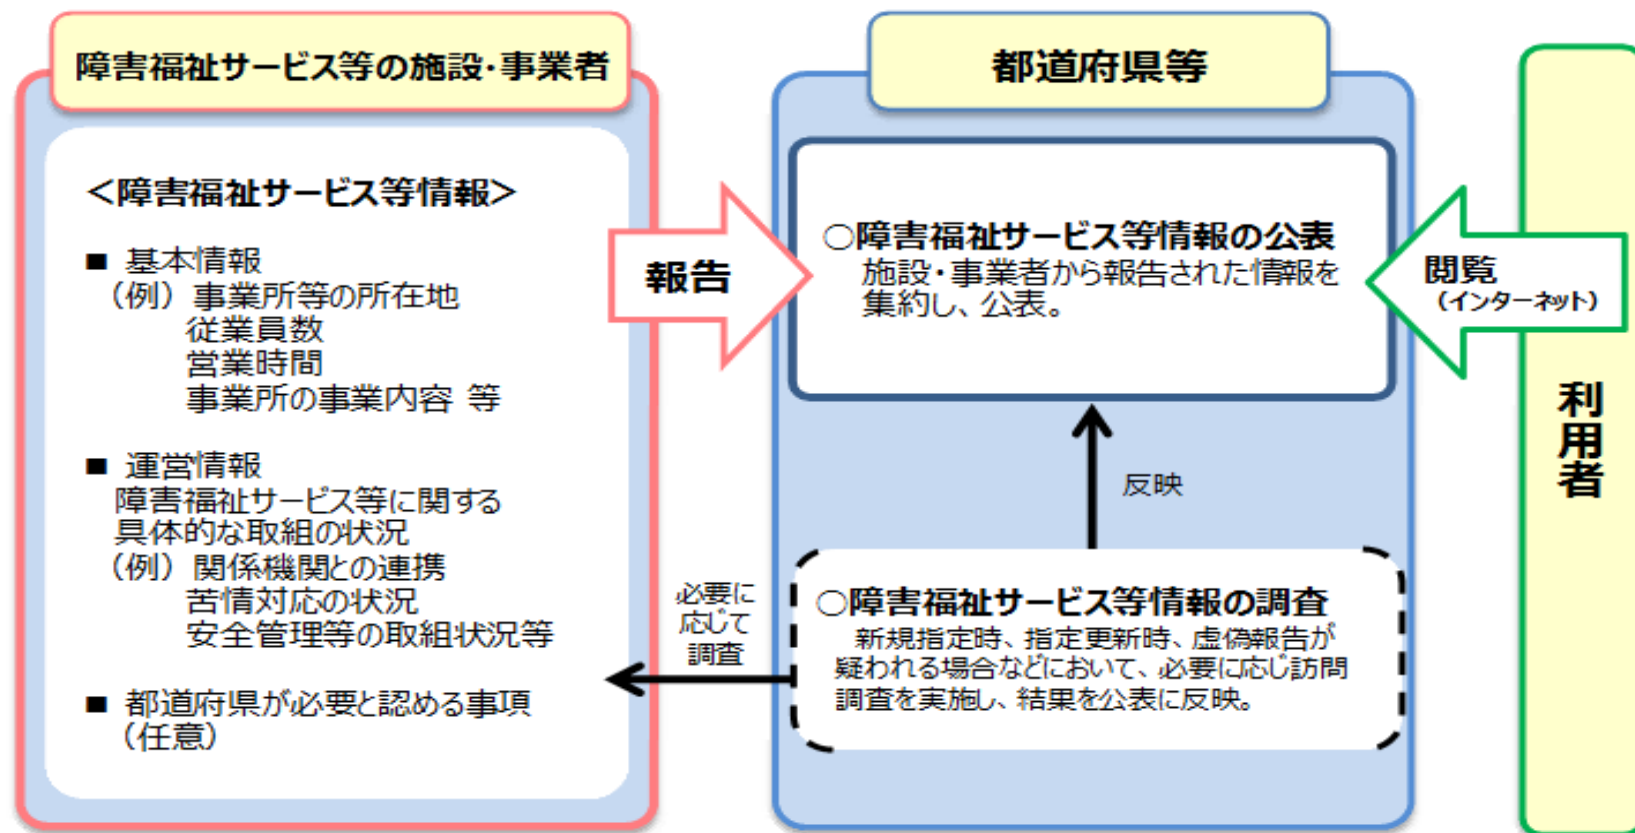 障害福祉サービス等の施設・事業者
＜障害福祉サービス等情報＞
■ 基本情報
（例）事業所等の所在地
従業員数
営業時間
事業所の事業内容 等
■ 運営情報
障害福祉サービス等に関する
具体的な取組の状況
（例）関係機関との連携
苦情対応の状況
安全管理等の取組状況等
■ 都道府県が必要と認める事項
（任意）
報告
必要に
応じて
調査
都道府県等
○障害福祉サービス等情報の公表
施設・事業者から報告された情報を
集約し、公表。
反映
○障害福祉サービス等情報の調査
新規指定時、指定更新時、虚偽報告が
疑われる場合などにおいて、必要に応じ訪問
調査を実施し、結果を公表に反映。
閲覧
（インターネット）
利用者